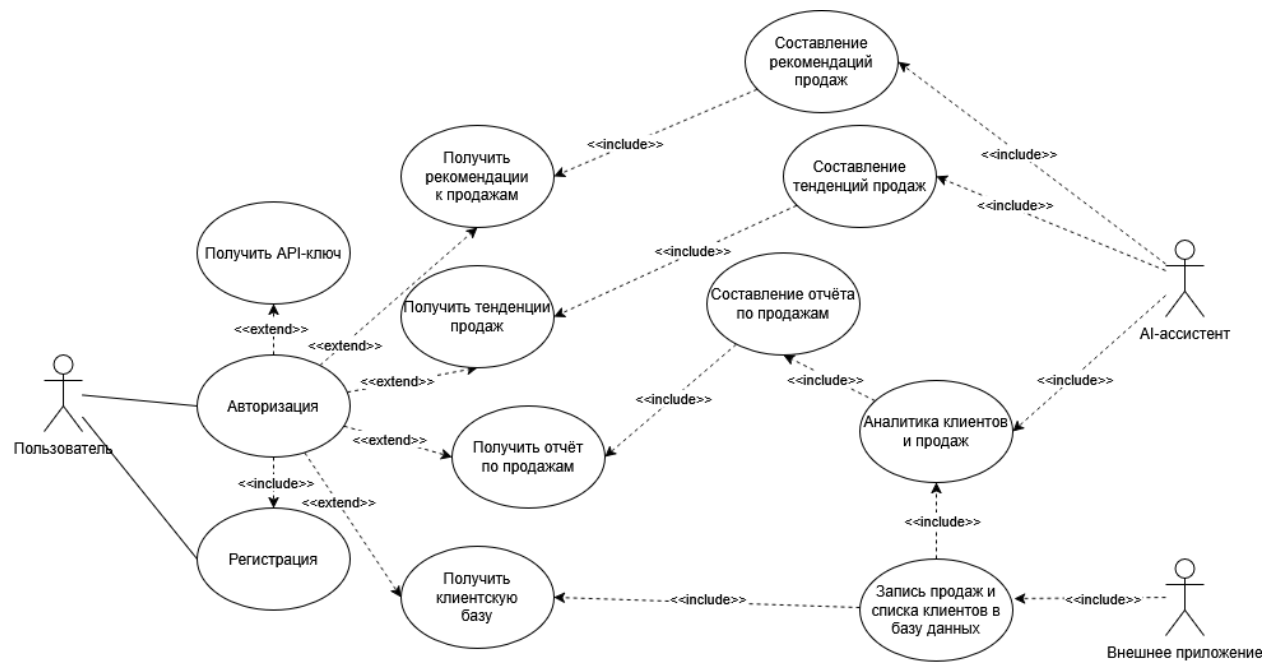 Составление
рекомендаций
продаж
<<include>>
<<include>>
Получить
рекомендации
к продажам
Составление
тенденций продаж
<<include>>
<<include>>
Получить API-ключ
Получить тенденции
продаж
Составление отчёта
по продажам
AI-ассистент
<<extend>>
<<extend>>
<<extend>>
<<include>>
<<include>>
<<include>>
Авторизация
Пользователь
Аналитика клиентов
и продаж
<<extend>>
Получить отчёт
по продажам
<<include>>
<<extend>>
<<include>>
Регистрация
Получить
клиентскую
базу
<<include>>
Запись продаж и
списка клиентов в
базу данных
<<include>>
Внешнее приложение